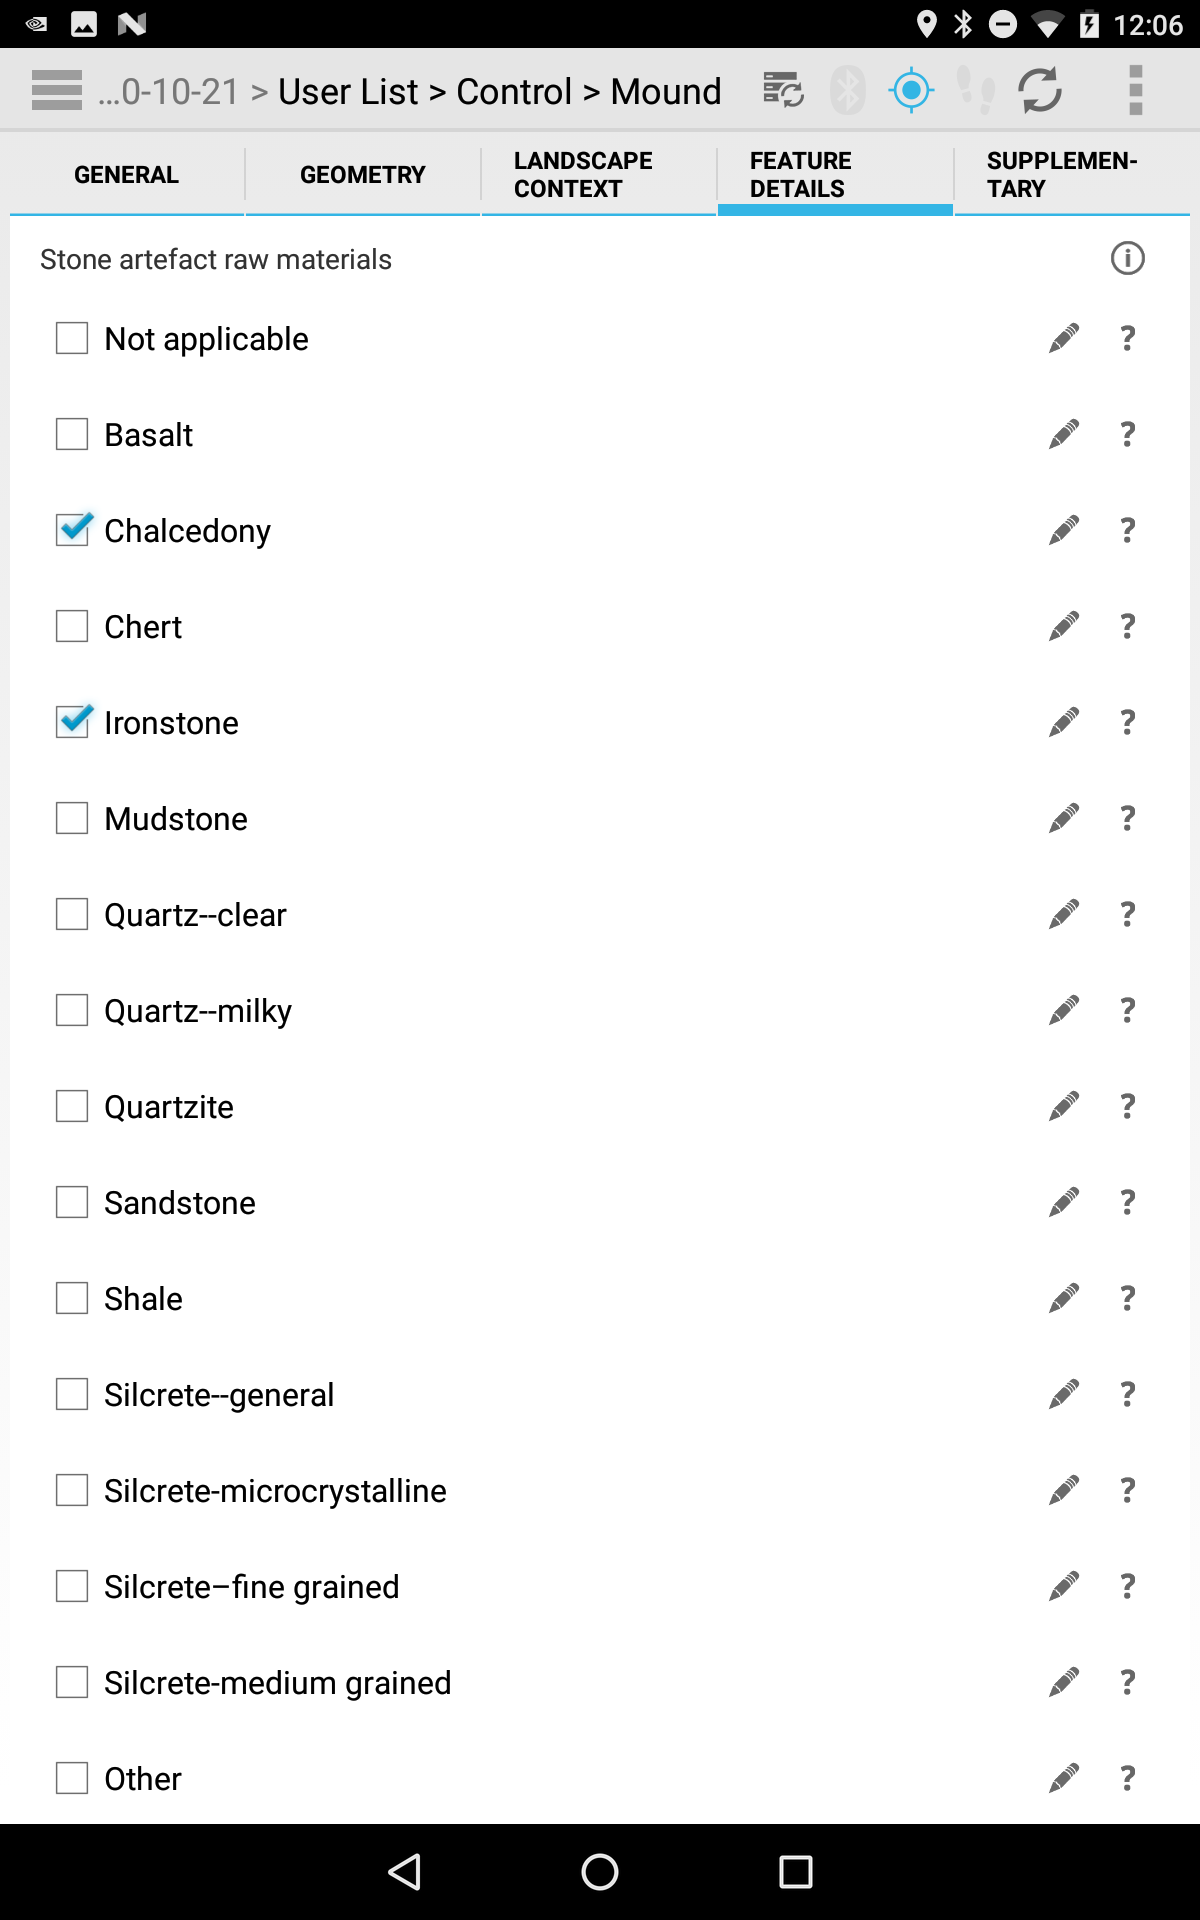 12:06
...0-10-21 > User List > Control > Mound
GENERAL
GEOMETRY
LANDSCAPE
CONTEXT
FEATURE
DETAILS
SUPPLEMEN-
TARY
Stone artefact raw materials
Not applicable ?
Basalt ?
Chalcedony ?
Chert ?
Ironstone ?
Mudstone ?
Quartz--clear ?
Quartz--milky ?
Quartzite ?
Sandstone ?
Shale ?
Silcrete--general ?
Silcrete-microcrystalline ?
Silcrete–fine grained ?
Silcrete-medium grained ?
Other ?